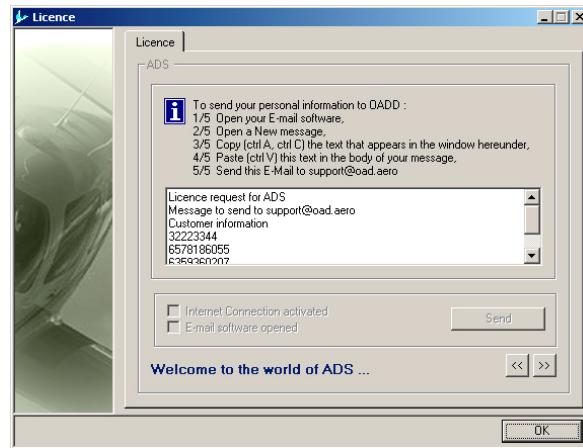 Licence
Licence
ADS
To send your personal information to OADD :
1/5 Open your E-mail software,
2/5 Open a New message,
3/5 Copy (ctrl A, ctrl C) the text that appears in the window hereunder,
4/5 Paste (ctrl V) this text in the body of your message,
5/5 Send this E-Mail to support@oad.aero
Licence request for ADS
Message to send to support@oad.aero
Customer information
32223344
6578186055
6359360207
Internet Connection activated
E-mail software opened
Send
Welcome to the world of ADS ...
<< >>
OK